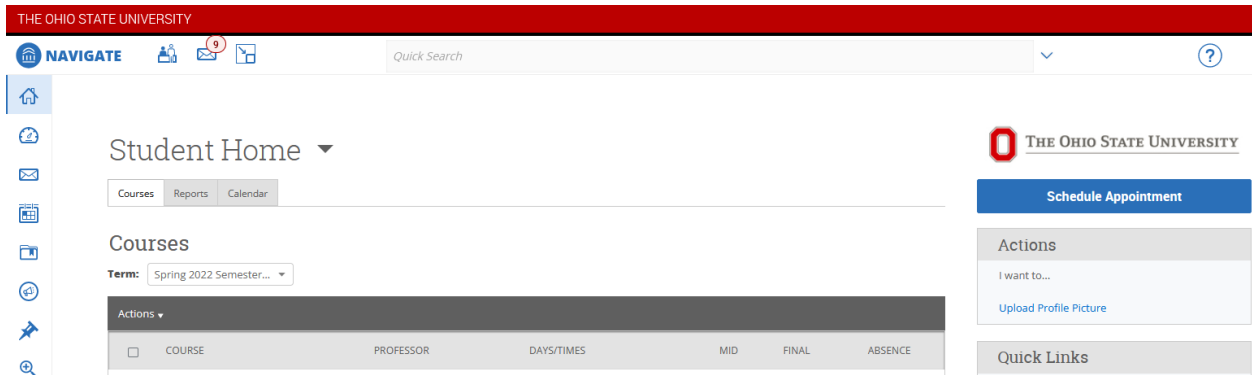 THE OHIO STATE UNIVERSITY
NAVIGATE
9
Quick Search
?
Student Home
THE OHIO STATE UNIVERSITY
Courses Reports Calendar
Schedule Appointment
Courses
Actions
Term: Spring 2022 Semester...
I want to...
Upload Profile Picture
Actions
COURSE PROFESSOR DAYS/TIMES MID FINAL ABSENCE
Quick Links